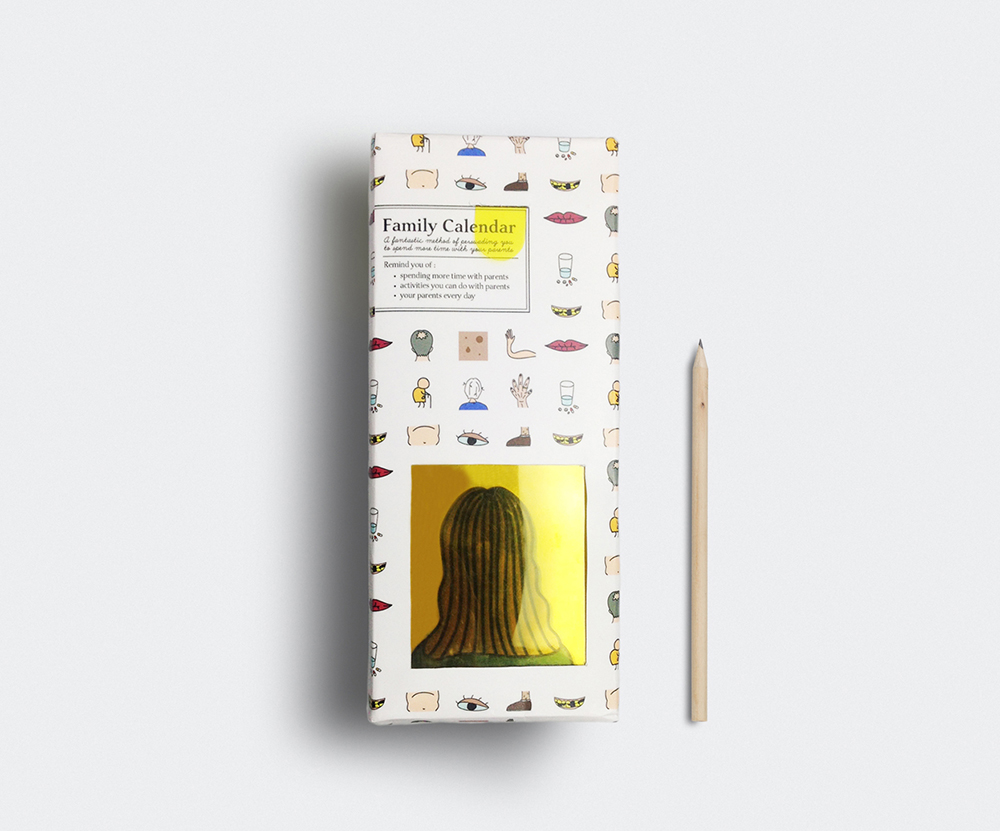 Family Calendar
A fantastic method of persuading you
to spend more time with your parents
Remind you of :
• spending more time with parents
• activities you can do with parents
• your parents every day